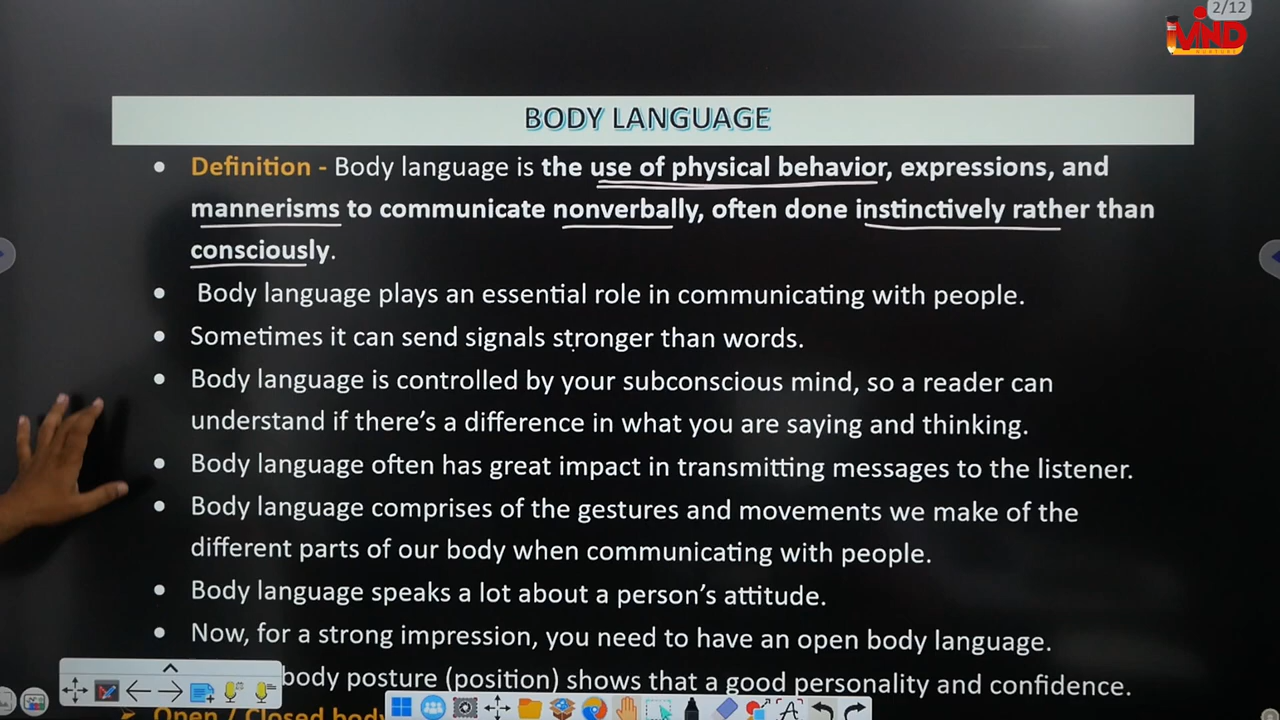 2/12
MIND
NURTURE
BODY LANGUAGE
• Definition - Body language is the use of physical behavior, expressions, and
mannerisms to communicate nonverbally, often done instinctively rather than
consciously.
• Body language plays an essential role in communicating with people.
• Sometimes it can send signals stronger than words.
• Body language is controlled by your subconscious mind, so a reader can
understand if there's a difference in what you are saying and thinking.
• Body language often has great impact in transmitting messages to the listener.
• Body language comprises of the gestures and movements we make of the
different parts of our body when communicating with people.
• Body language speaks a lot about a person's attitude.
• Now, for a strong impression, you need to have an open body language.
body posture (position) shows that a good personality and confidence.
Open / Closed body